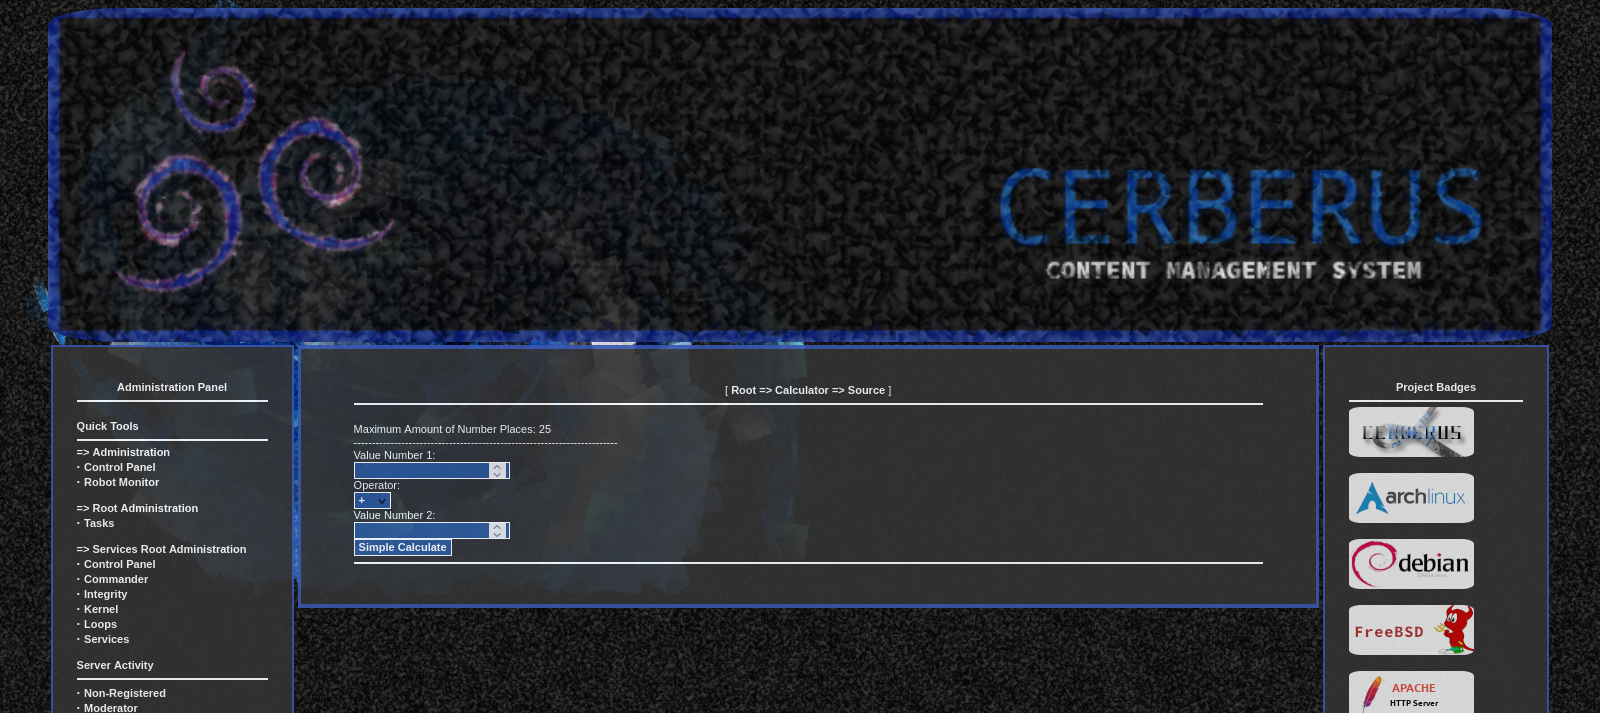 CERBERUS
CONTENT MANAGEMENT SYSTEM
Administration Panel
Quick Tools
=> Administration
· Control Panel
· Robot Monitor
=> Root Administration
· Tasks
=> Services Root Administration
· Control Panel
· Commander
· Integrity
· Kernel
· Loops
· Services
Server Activity
· Non-Registered
· Moderator
[ Root => Calculator => Source ]
Maximum Amount of Number Places: 25
------------------------------------------------------------------------
Value Number 1:
Operator:
+
Value Number 2:
Simple Calculate
Project Badges
CERBERUS
archlinux
debian
FreeBSD
APACHE
HTTP Server